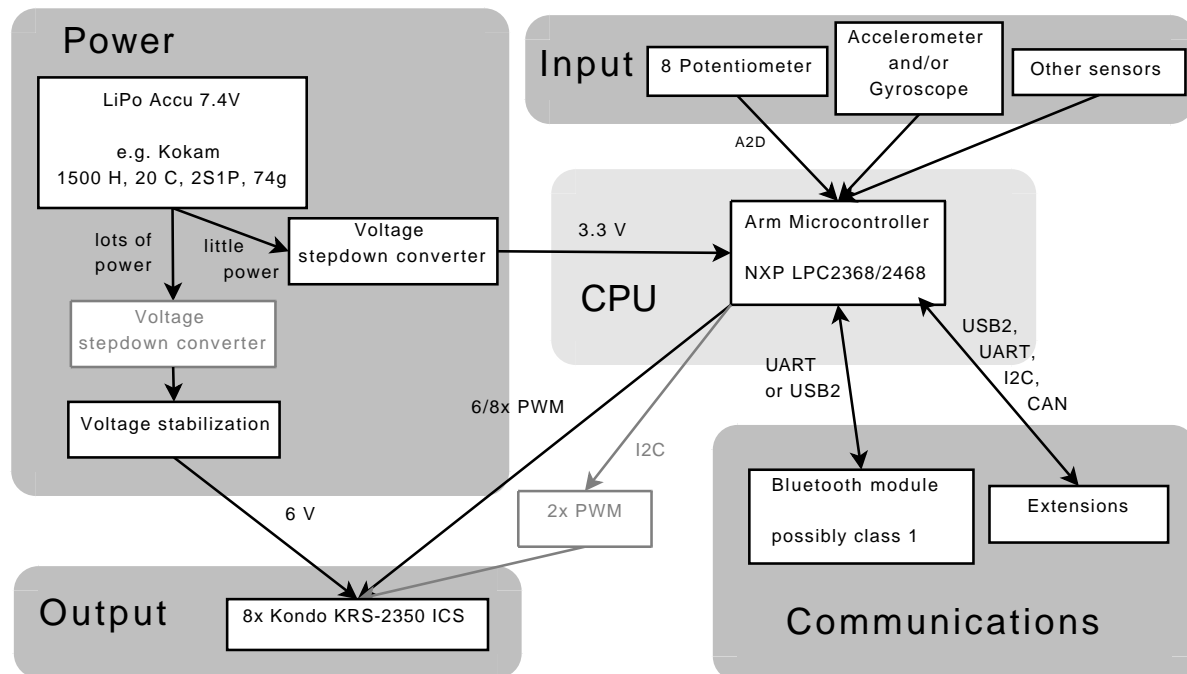 Power
LiPo Accu 7.4V
e.g. Kokam
1500 H, 20 C, 2S1P, 74g
lots of
power
little
power
Voltage
stepdown converter
Voltage
stepdown converter
Voltage stabilization
6 V
3.3 V
Input
8 Potentiometer
Accelerometer
and/or
Gyroscope
Other sensors
A2D
Arm Microcontroller
NXP LPC2368/2468
CPU
6/8x PWM
I2C
2x PWM
UART
or USB2
USB2,
UART,
I2C,
CAN
Bluetooth module
possibly class 1
Extensions
Communications
Output
8x Kondo KRS-2350 ICS